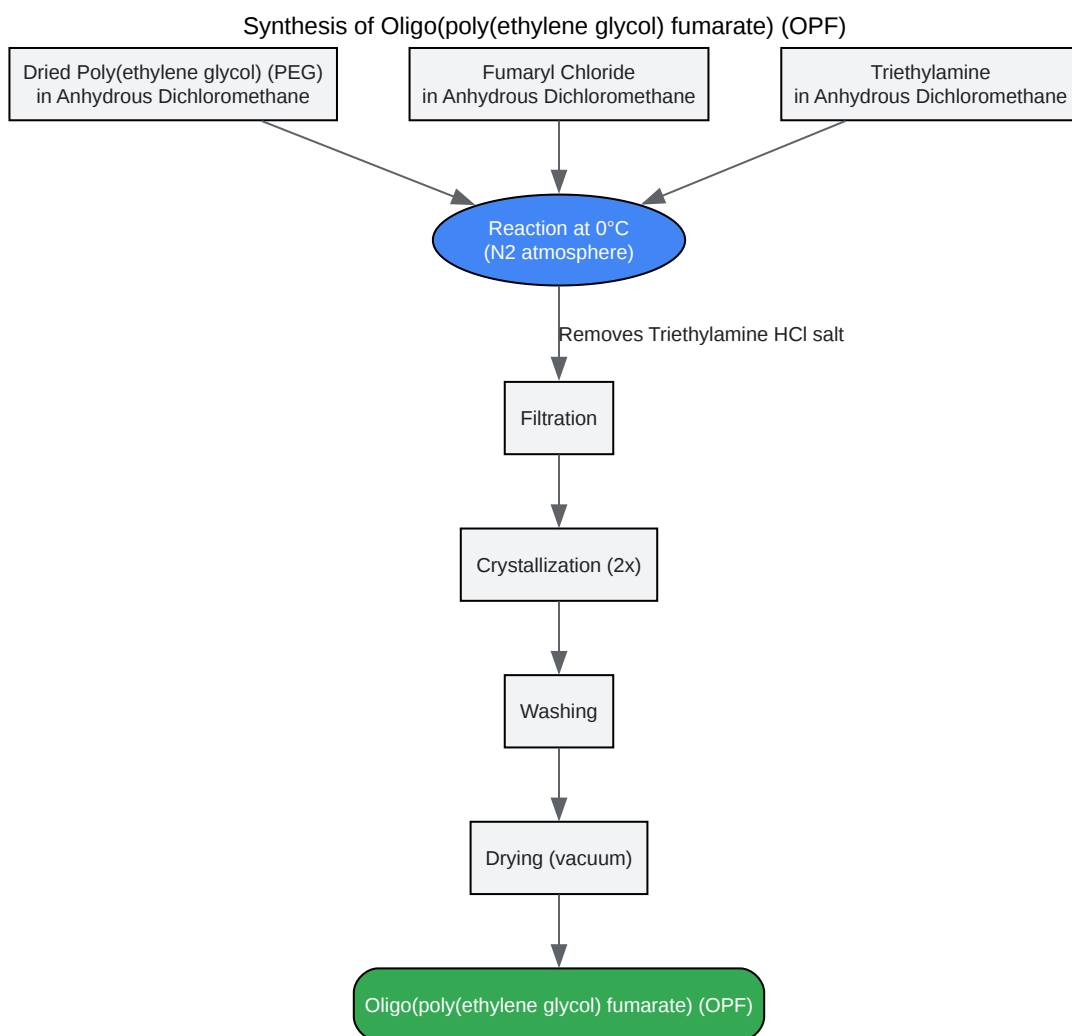 Synthesis of Oligo(poly(ethylene glycol) fumarate) (OPF)
Dried Poly(ethylene glycol) (PEG)
in Anhydrous Dichloromethane
Fumaryl Chloride
in Anhydrous Dichloromethane
Triethylamine
in Anhydrous Dichloromethane
Reaction at 0°C
(N2 atmosphere)
Removes Triethylamine HCl salt
Filtration
Crystallization (2x)
Washing
Drying (vacuum)
Oligo(poly(ethylene glycol) fumarate) (OPF)